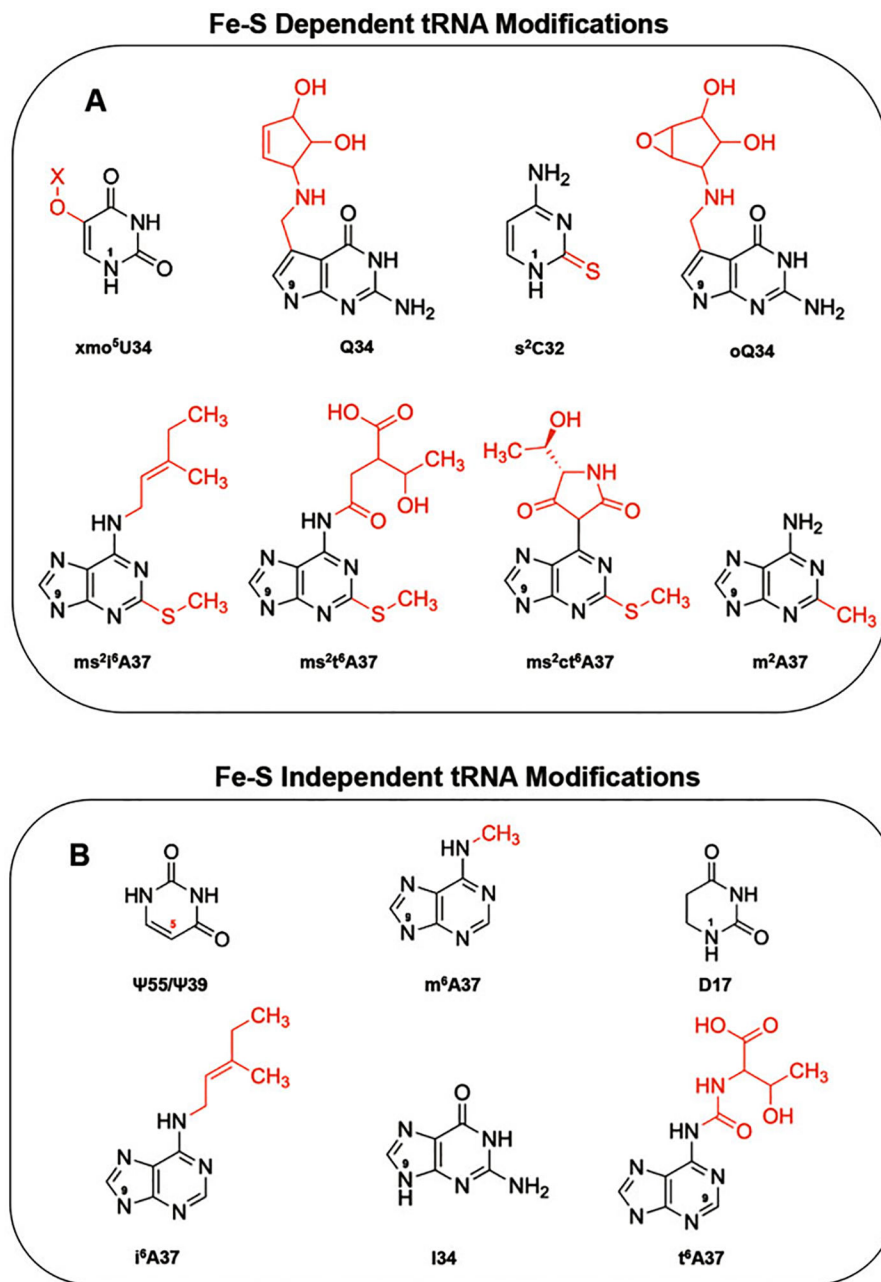 Fe-S Dependent tRNA Modifications
A
OH
OH
NH
O
NH
N
NH₂
9
N
Q34
X
O
O
NH
1
N
H
O
xmo⁵U34
NH₂
N
1
N
H
S
s²C32
OH
O
OH
NH
O
NH
9
N
N
NH₂
oQ34
CH₃
CH₃
HN
N
N
9
N
N
S
CH₃
ms²i⁶A37
HO
O
CH₃
OH
NH
O
N
N
9
N
N
S
CH₃
ms²t⁶A37
OH
H₃C
NH
O
O
N
N
9
N
N
S
CH₃
ms²ct⁶A37
NH₂
N
N
9
N
N
CH₃
m²A37
Fe-S Independent tRNA Modifications
B
O
HN
NH
5
O
Ψ55/Ψ39
CH₃
HN
N
N
9
N
N
m⁶A37
O
NH
1
N
H
O
D17
CH₃
CH₃
HN
N
N
9
N
N
i⁶A37
O
N
NH
9
N
H
N
NH₂
I34
HO
O
HN
CH₃
OH
NH
O
N
N
9
N
N
t⁶A37